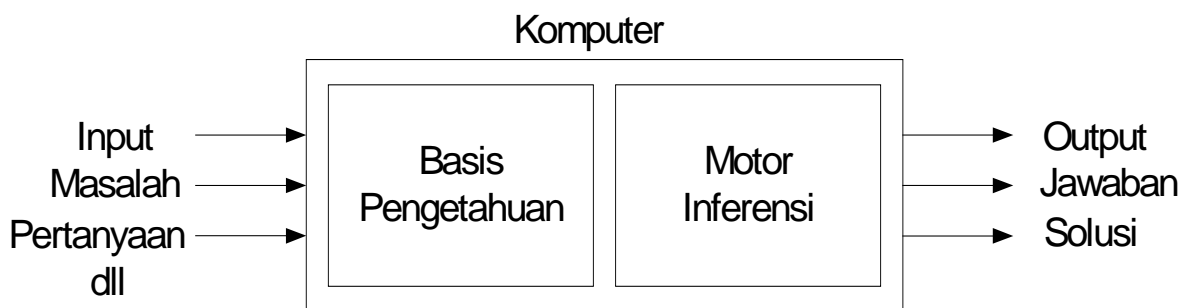 Komputer
Input
Masalah
Pertanyaan
dll
Basis
Pengetahuan
Motor
Inferensi
Output
Jawaban
Solusi